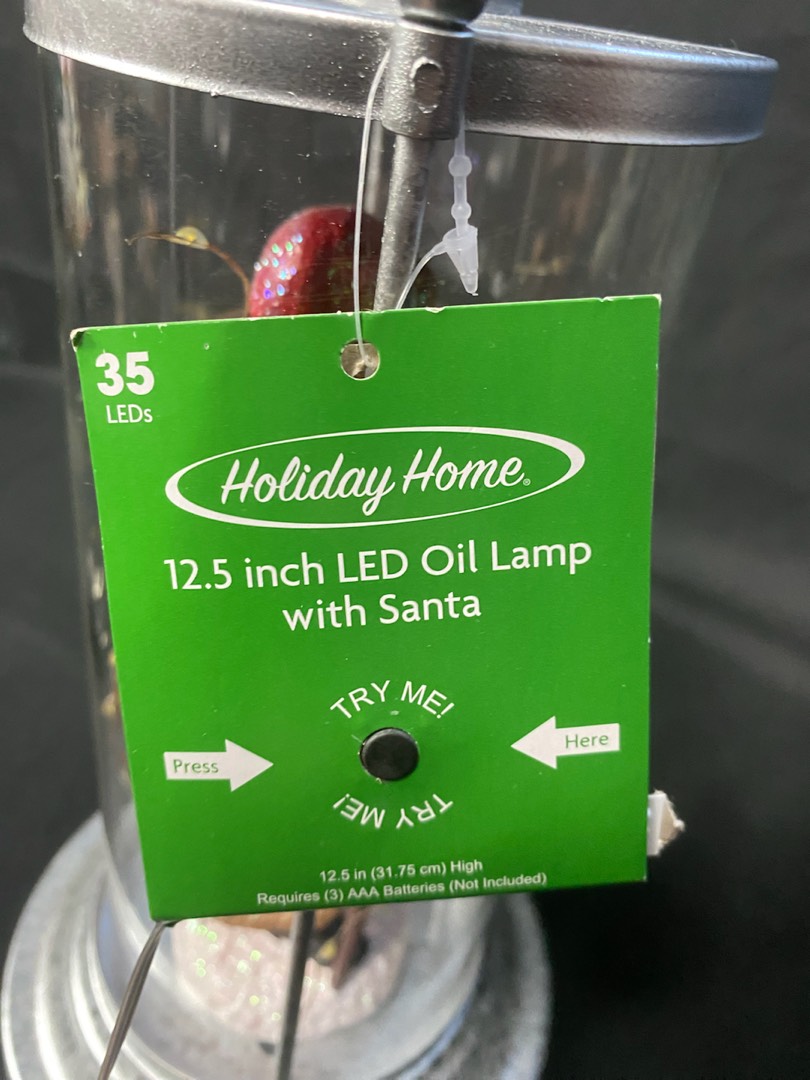 35
LEDs
Holiday Home®
12.5 inch LED Oil Lamp
with Santa
TRY ME!
Press
Here
TRY ME!
12.5 in (31.75 cm) High
Requires (3) AAA Batteries (Not Included)